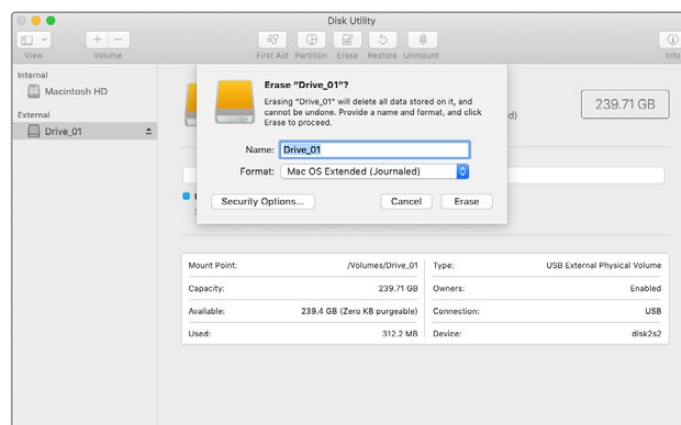 Disk Utility
View
Volume
First Aid Partition Erase Restore Unmount
Info
Internal
Macintosh HD
External
Drive_01
Erase "Drive_01"?
Erasing "Drive_01" will delete all data stored on it, and
cannot be undone. Provide a name and format, and click
Erase to proceed.
Name: Drive_01
Format: Mac OS Extended (Journaled)
Security Options... Cancel Erase
239.71 GB
Mount Point: /Volumes/Drive_01 Type: USB External Physical Volume
Capacity: 239.71 GB Owners: Enabled
Available: 239.4 GB (Zero KB purgeable) Connection: USB
Used: 312.2 MB Device: disk2s2